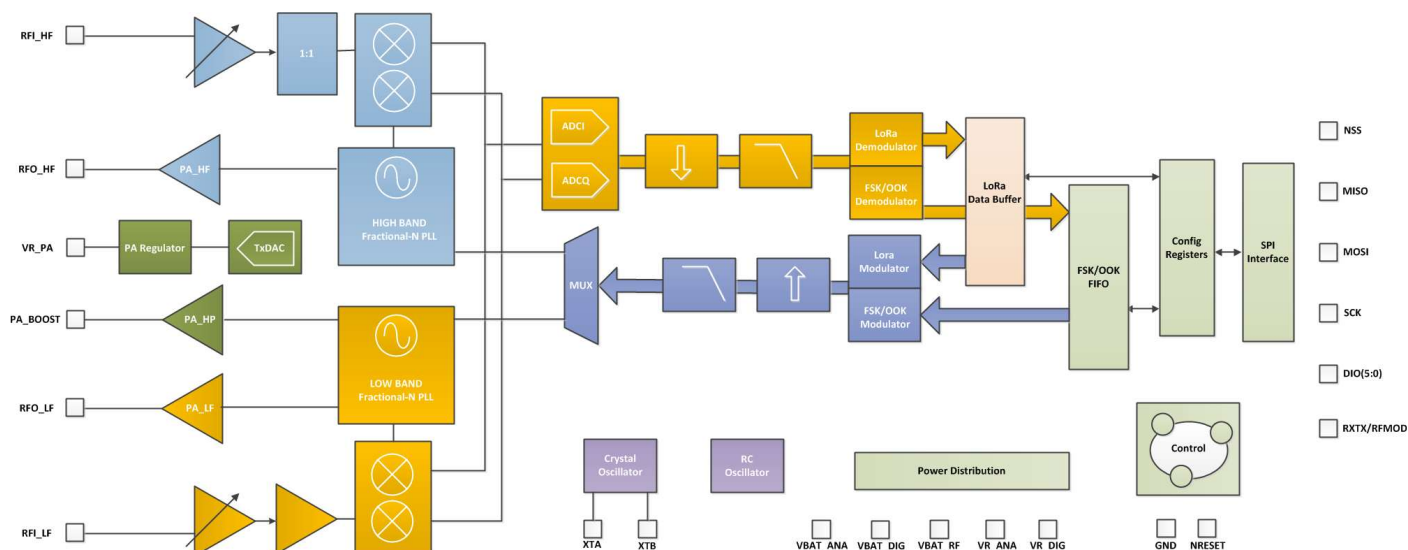 RFI_HF
1:1
RFO_HF
PA_HF
HIGH BAND
Fractional-N PLL
VR_PA
PA Regulator
TxDAC
PA_BOOST
PA_HP
LOW BAND
Fractional-N PLL
RFO_LF
PA_LF
RFI_LF
ADCI
ADCQ
LoRa
Demodulator
FSK/OOK
Demodulator
LoRa
Data Buffer
MUX
Lora
Modulator
FSK/OOK
Modulator
FSK/OOK
FIFO
Config
Registers
SPI
Interface
NSS
MISO
MOSI
SCK
DIO(5:0)
RXTX/RFMOD
Crystal
Oscillator
RC
Oscillator
Power Distribution
Control
XTA
XTB
VBAT_ANA
VBAT_DIG
VBAT_RF
VR_ANA
VR_DIG
GND
NRESET